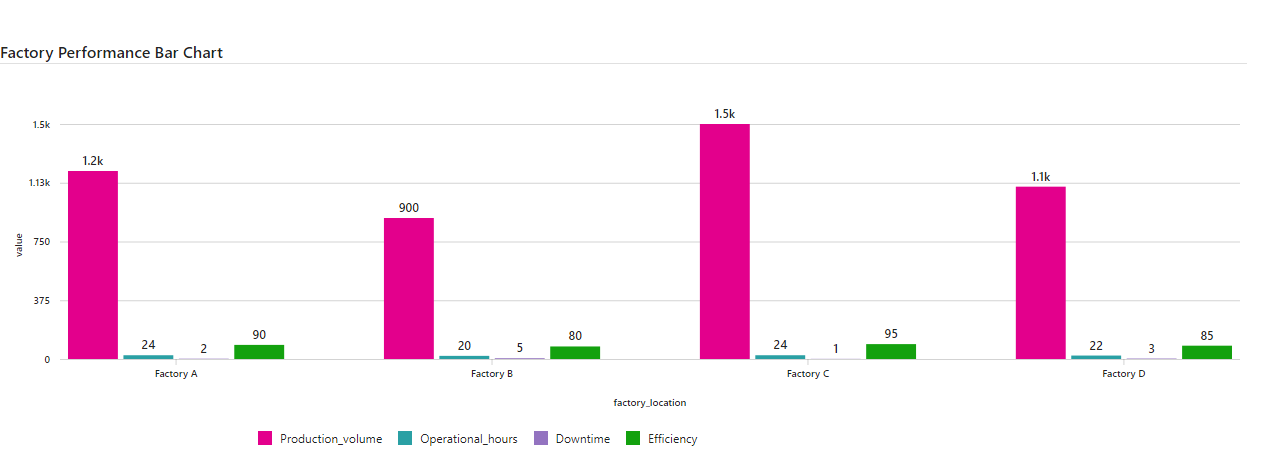 Factory Performance Bar Chart
1.5k
1.5k
1.2k
1.13k
1.1k
900
750
value
375
24 2 90
20 5 80
24 1 95
22 3 85
0
Factory A Factory B Factory C Factory D
factory_location
Production_volume Operational_hours Downtime Efficiency